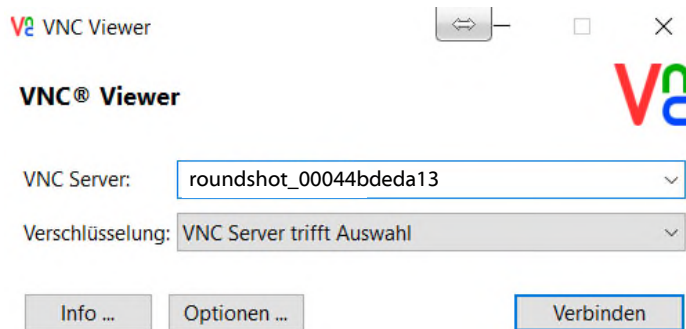 VNC Viewer
VNC® Viewer
VNC Server: roundshot_00044bdeda13
Verschlüsselung: VNC Server trifft Auswahl
Info ... Optionen ... Verbinden